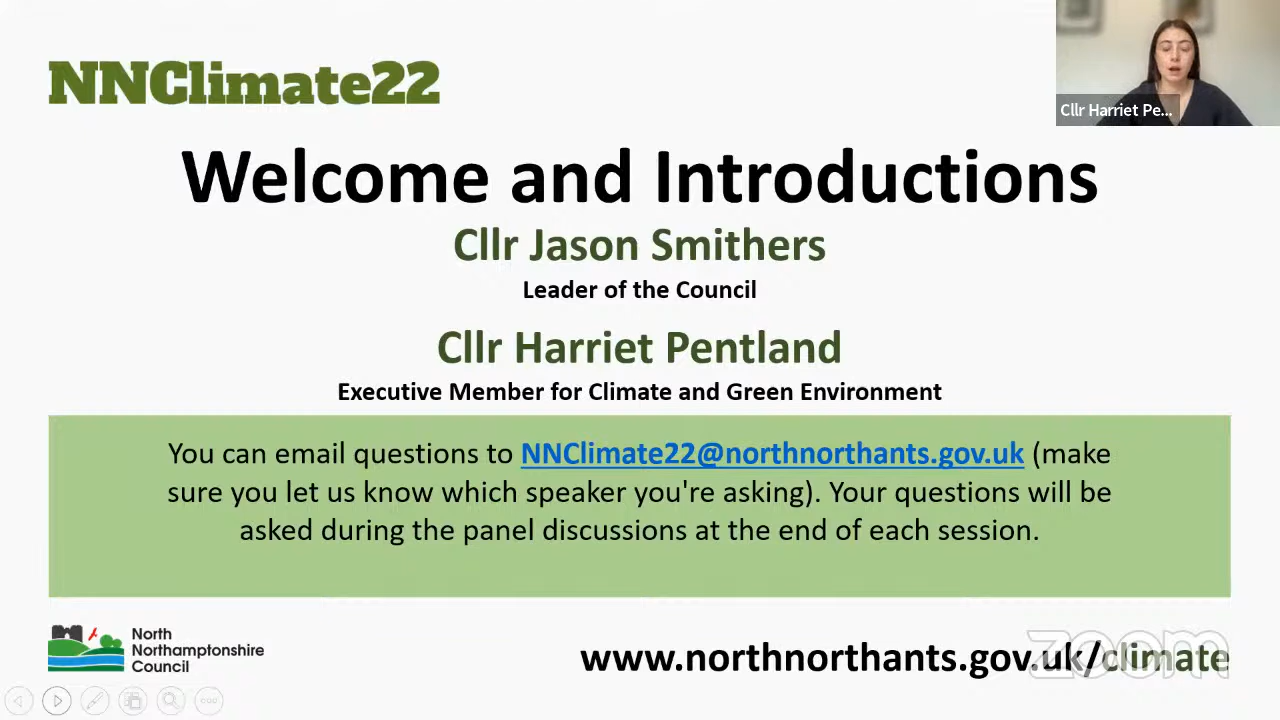 NNClimate22
Cllr Harriet Pe...
Welcome and Introductions
Cllr Jason Smithers
Leader of the Council
Cllr Harriet Pentland
Executive Member for Climate and Green Environment
You can email questions to NNClimate22@northnorthants.gov.uk (make
sure you let us know which speaker you're asking). Your questions will be
asked during the panel discussions at the end of each session.
North
Northamptonshire
Council
www.northnorthants.gov.uk/climate
zoom